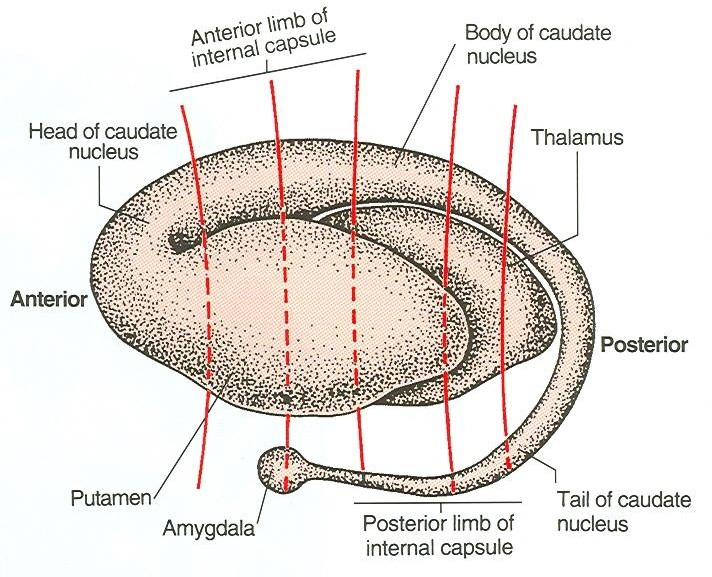 Anterior limb of
internal capsule
Body of caudate
nucleus
Head of caudate
nucleus
Thalamus
Anterior
Posterior
Putamen
Amygdala
Posterior limb of
internal capsule
Tail of caudate
nucleus